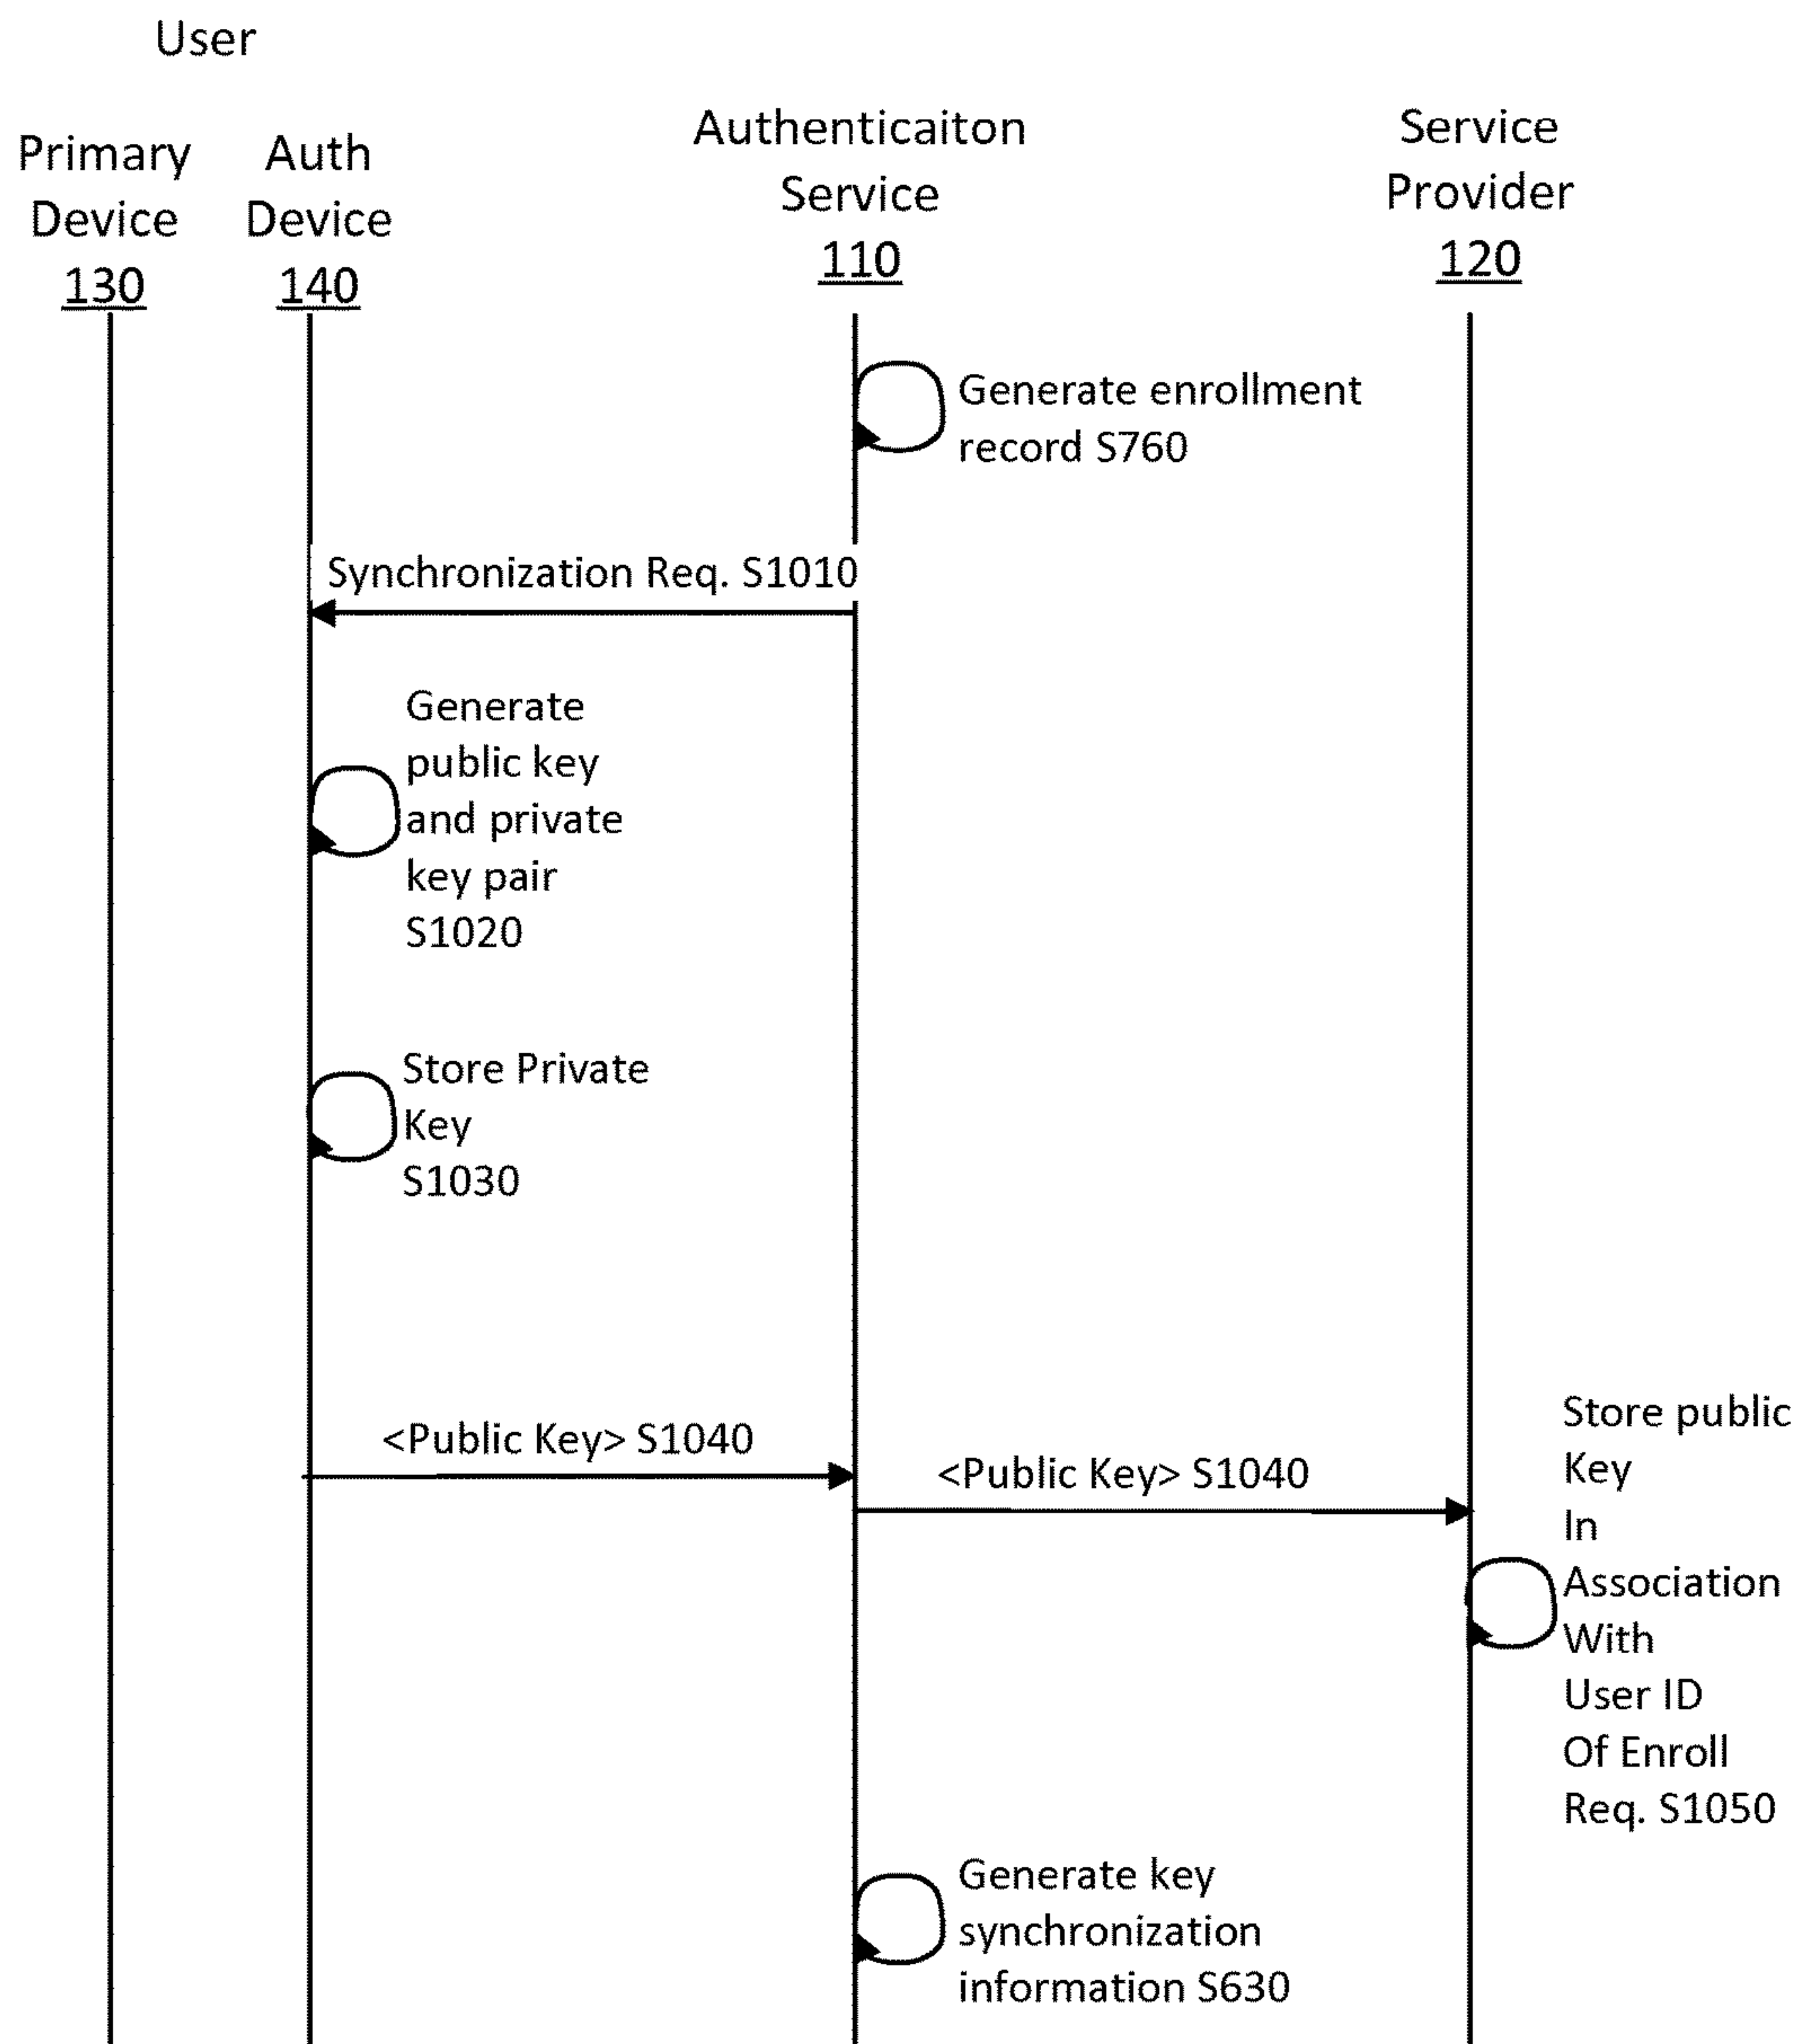 User
Primary
Device
130
Auth
Device
140
Authenticaiton
Service
110
Service
Provider
120
Generate enrollment
record S760
Synchronization Req. S1010
Generate
public key
and private
key pair
S1020
Store Private
Key
S1030
<Public Key> S1040
<Public Key> S1040
Store public
Key
In
Association
With
User ID
Of Enroll
Req. S1050
Generate key
synchronization
information S630